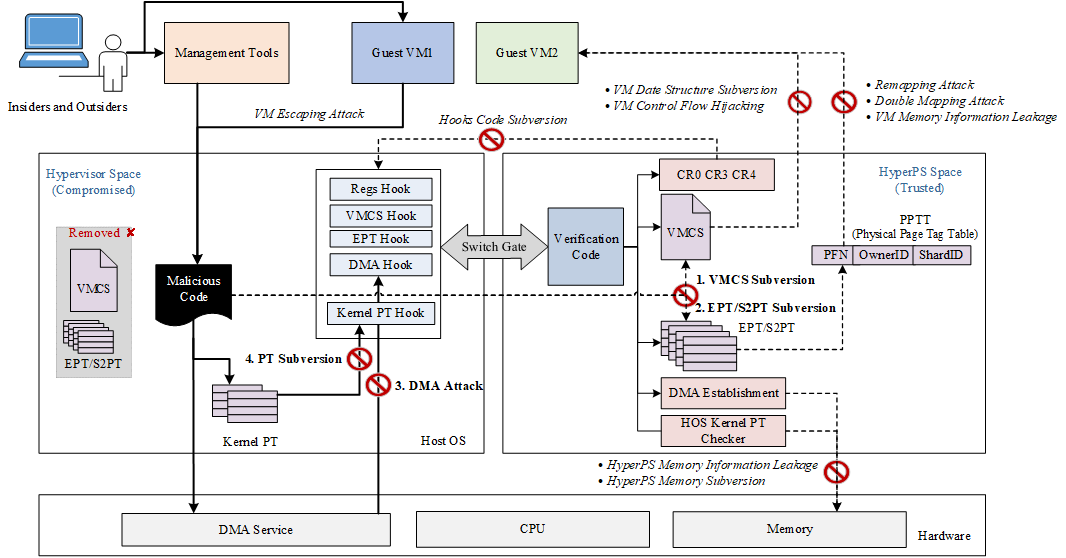 Management Tools
Guest VM1
Guest VM2
Insiders and Outsiders
VM Escaping Attack
• VM Date Structure Subversion
• VM Control Flow Hijacking
• Remapping Attack
• Double Mapping Attack
• VM Memory Information Leakage
Hooks Code Subversion
Hypervisor Space
(Compromised)
Removed ✘
VMCS
EPT/S2PT
Malicious
Code
Regs Hook
VMCS Hook
EPT Hook
DMA Hook
Kernel PT Hook
Switch Gate
Verification
Code
CR0 CR3 CR4
VMCS
HyperPS Space
(Trusted)
PPTT
(Physical Page Tag Table)
PFN
OwnerID
ShardID
1. VMCS Subversion
2. EPT/S2PT Subversion
EPT/S2PT
4. PT Subversion
3. DMA Attack
Kernel PT
Host OS
DMA Establishment
HOS Kernel PT
Checker
• HyperPS Memory Information Leakage
• HyperPS Memory Subversion
DMA Service
CPU
Memory
Hardware